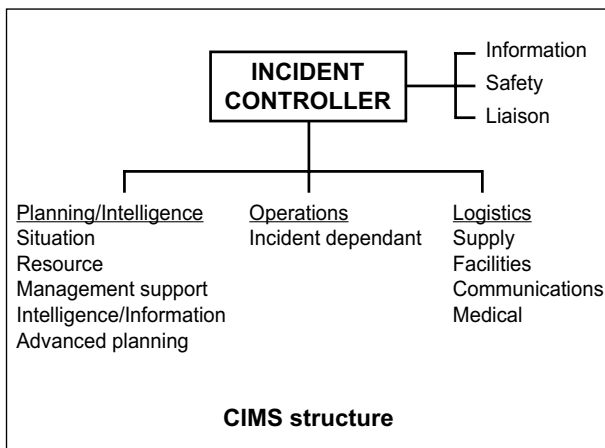 INCIDENT
CONTROLLER
Information
Safety
Liaison
Planning/Intelligence
Situation
Resource
Management support
Intelligence/Information
Advanced planning
Operations
Incident dependant
Logistics
Supply
Facilities
Communications
Medical
CIMS structure